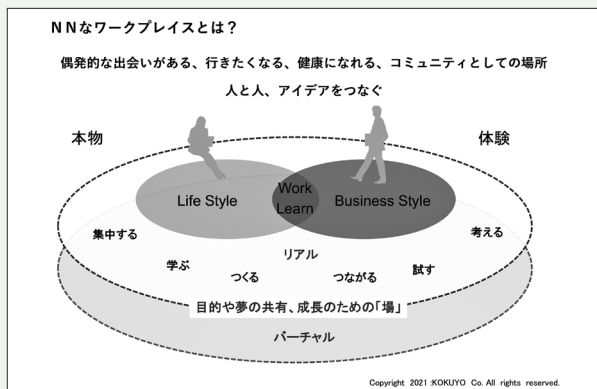 NNなワークプレイスとは？
偶発的な出会いがある、行きたくなる、健康になれる、コミュニティとしての場所
人と人、アイデアをつなぐ
本物
体験
Life Style
Work
Learn
Business Style
集中する
考える
リアル
学ぶ
つくる
つながる
試す
目的や夢の共有、成長のための「場」
バーチャル
Copyright 2021 :KOKUYO Co. All rights reserved.